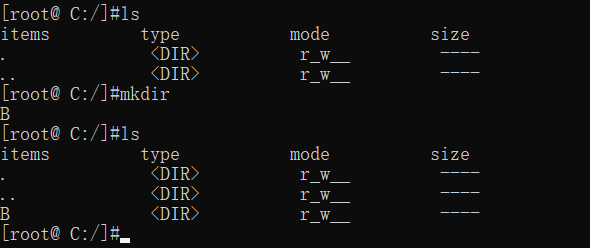 [root@ C:/]#ls
items type mode size
. <DIR> r_w__ ----
.. <DIR> r_w__ ----
[root@ C:/]#mkdir
B
[root@ C:/]#ls
items type mode size
. <DIR> r_w__ ----
.. <DIR> r_w__ ----
B <DIR> r_w__ ----
[root@ C:/]#